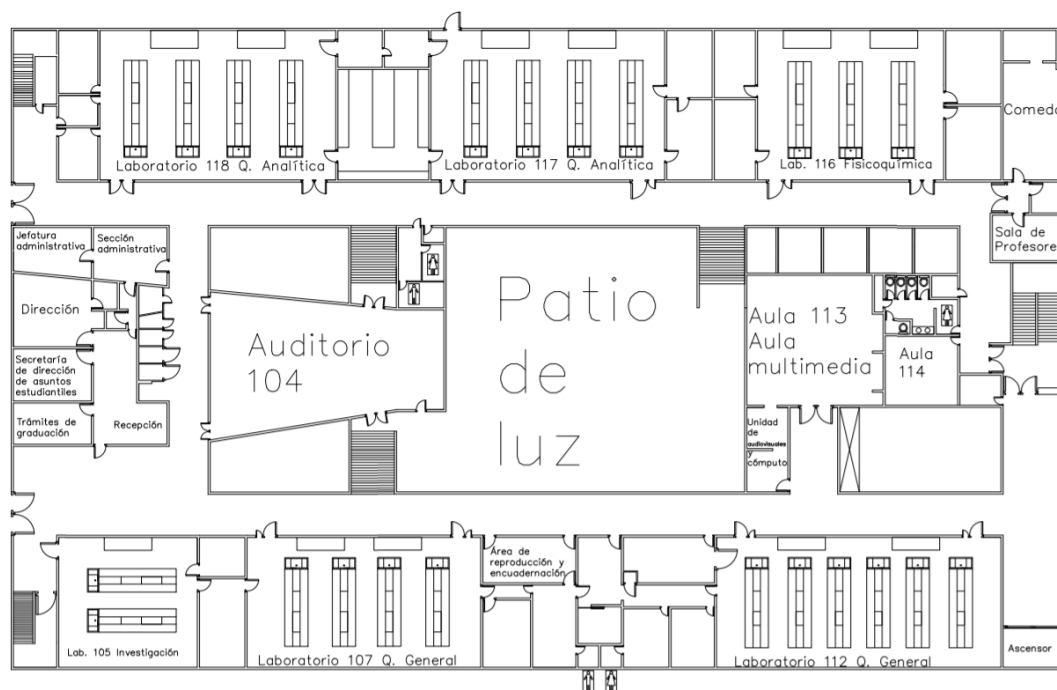 Laboratorio 118 Q. Analítica
Laboratorio 117 Q. Analítica
Lab. 116 Fisicoquímica
Comedo
Jefatura
administrativa
Sección
administrativa
Sala de
Profesore
Dirección
Auditorio
104
Patio
de
luz
Aula 113
Aula
multimedia
Aula
114
Secretaría
de dirección
de asuntos
estudiantiles
Trámites de
graduación
Recepción
Unidad
de
audiovisuales
y
cómputo
Área de
reproducción y
encuadernación
Lab. 105 Investigación
Laboratorio 107 Q. General
Laboratorio 112 Q. General
Ascensor